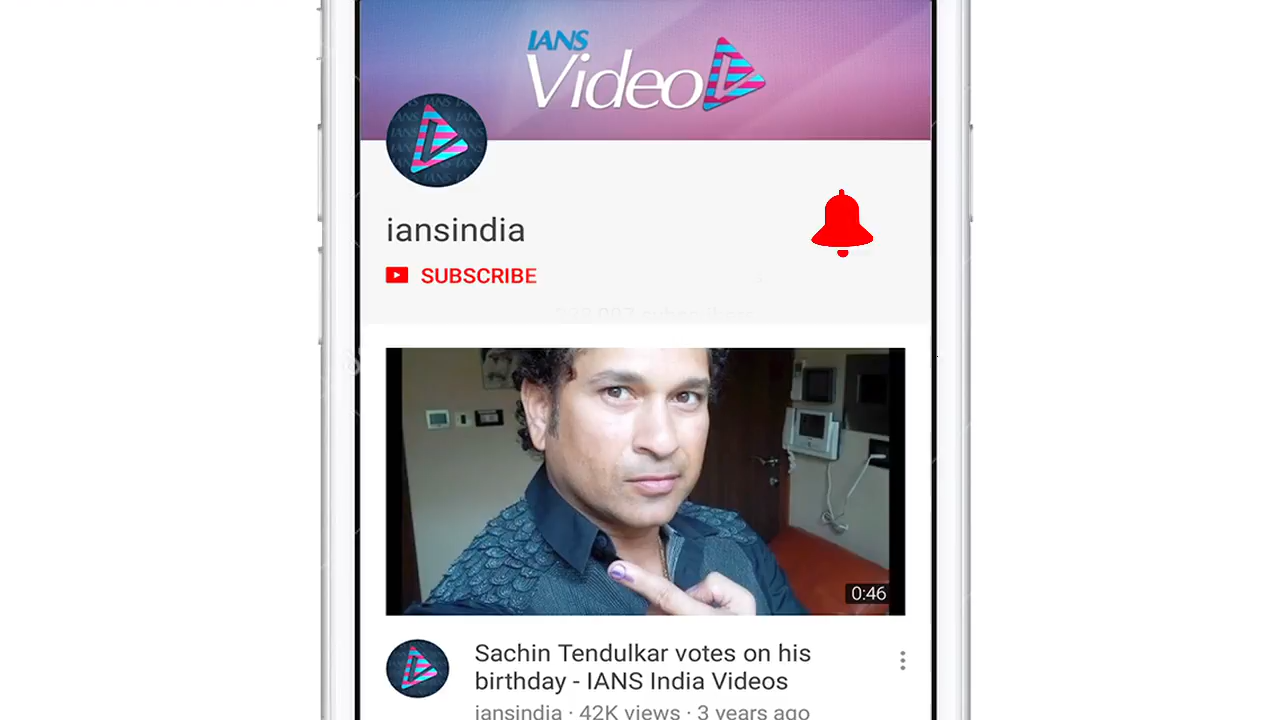 IANS
Video
iansindia
SUBSCRIBE
0:46
Sachin Tendulkar votes on his
birthday - IANS India Videos
iansindia · 42K views · 3 years ago